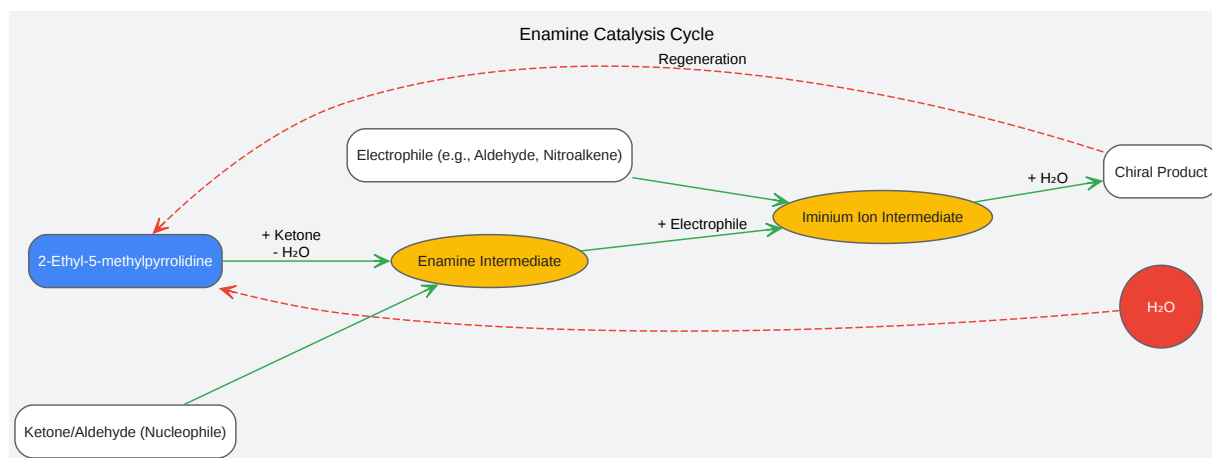 Enamine Catalysis Cycle
Regeneration
Electrophile (e.g., Aldehyde, Nitroalkene)
Chiral Product
+ H₂O
Iminium Ion Intermediate
+ Electrophile
+ Ketone
- H₂O
2-Ethyl-5-methylpyrrolidine
Enamine Intermediate
H₂O
Ketone/Aldehyde (Nucleophile)